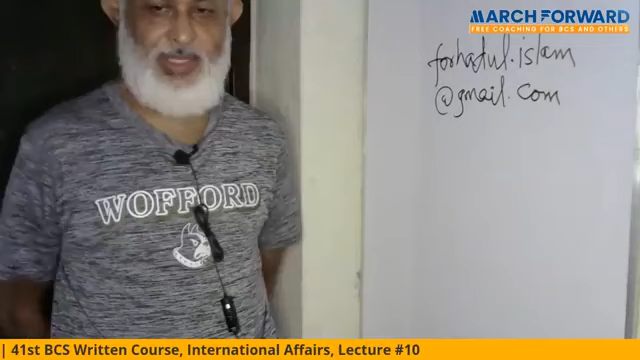 MARCH FORWARD
FREE COACHING FOR BCS AND OTHERS
forhadul.islam
@gmail.com
WOFFORD
| 41st BCS Written Course, International Affairs, Lecture #10